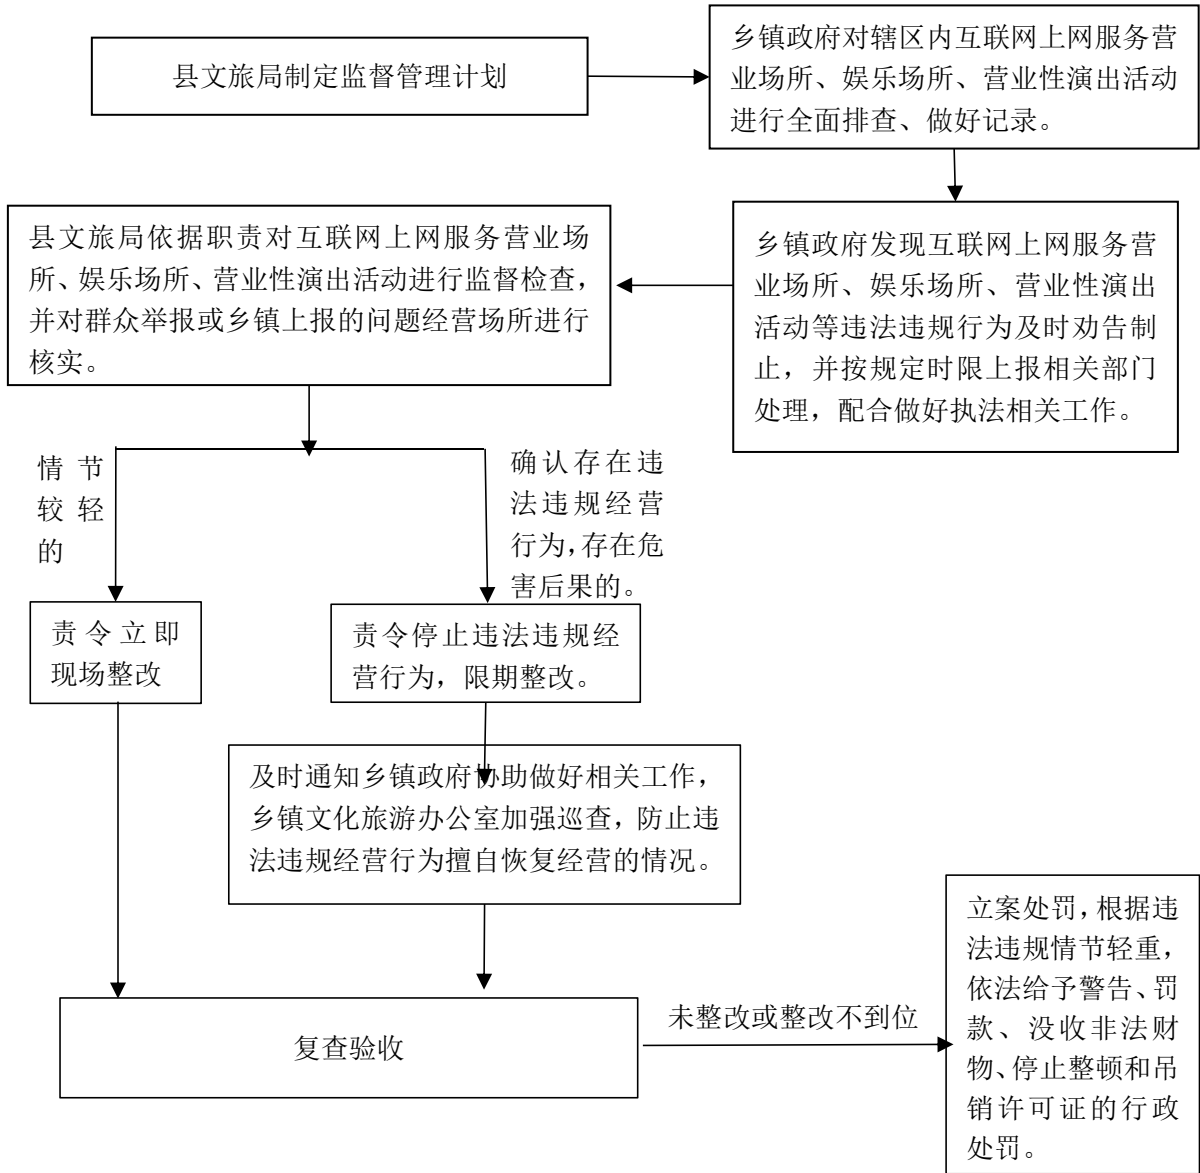 县文旅局制定监督管理计划
乡镇政府对辖区内互联网上网服务营
业场所、娱乐场所、营业性演出活动
进行全面排查、做好记录。
乡镇政府发现互联网上网服务营
业场所、娱乐场所、营业性演出
活动等违法违规行为及时劝告制
止，并按规定时限上报相关部门
处理，配合做好执法相关工作。
县文旅局依据职责对互联网上网服务营业场
所、娱乐场所、营业性演出活动进行监督检查，
并对群众举报或乡镇上报的问题经营场所进行
核实。
情节
较轻
的
确认存在违
法违规经营
行为，存在危
害后果的。
责令立即
现场整改
责令停止违法违规经
营行为，限期整改。
及时通知乡镇政府协助做好相关工作，
乡镇文化旅游办公室加强巡查，防止违
法违规经营行为擅自恢复经营的情况。
复查验收
未整改或整改不到位
立案处罚，根据违
法违规情节轻重，
依法给予警告、罚
款、没收非法财
物、停止整顿和吊
销许可证的行政
处罚。